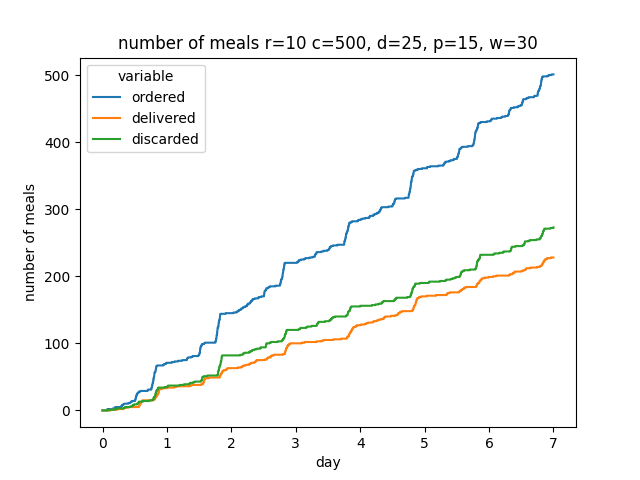 number of meals r=10 c=500, d=25, p=15, w=30
variable
ordered
delivered
discarded
number of meals
500
400
300
200
100
0
0 1 2 3 4 5 6 7
day